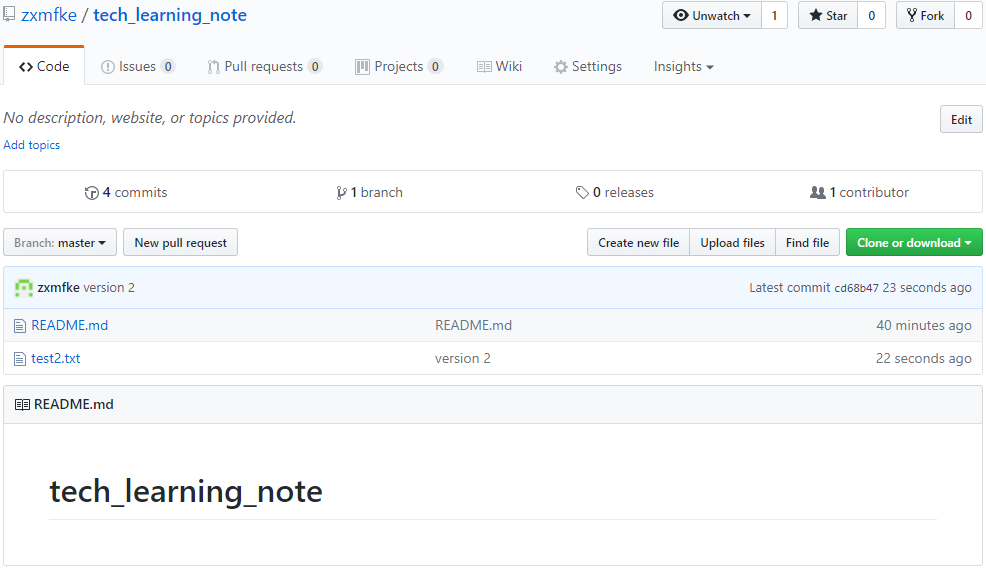 zxmfke / tech_learning_note Unwatch 1 Star 0 Fork 0
Code Issues 0 Pull requests 0 Projects 0 Wiki Settings Insights
No description, website, or topics provided. Edit
Add topics
4 commits 1 branch 0 releases 1 contributor
Branch: master New pull request Create new file Upload files Find file Clone or download
zxmfke version 2 Latest commit cd68b47 23 seconds ago
README.md README.md 40 minutes ago
test2.txt version 2 22 seconds ago
README.md
tech_learning_note